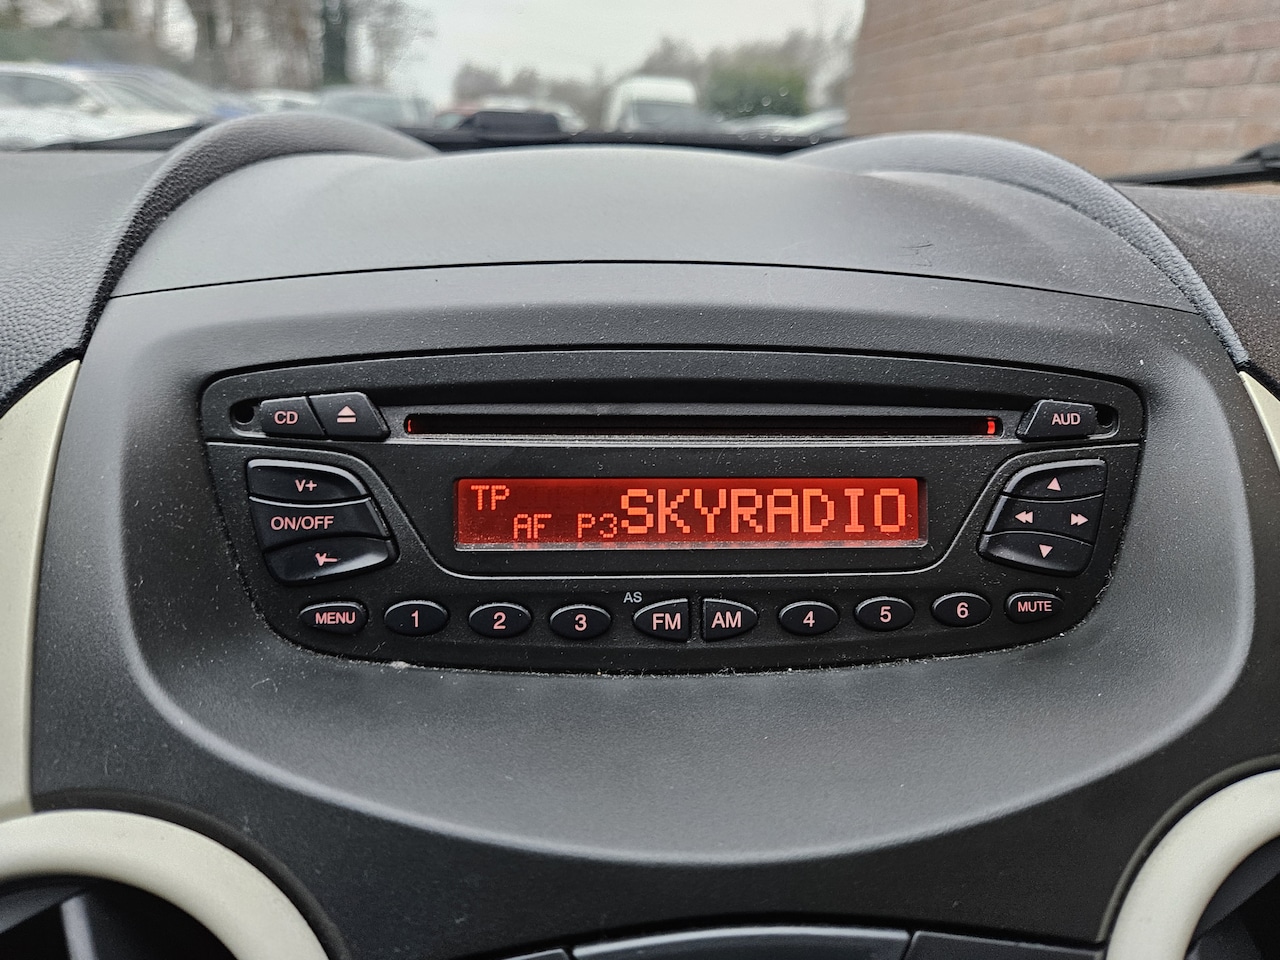 CD
AUD
V+
ON/OFF
V-
TP
AF P3 SKYRADIO
AS
MENU 1 2 3 FM AM 4 5 6 MUTE